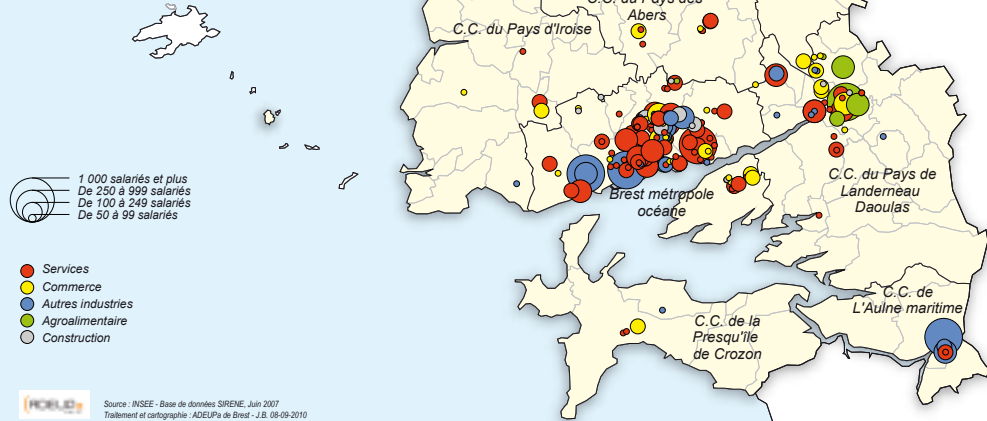 C.C. du Pays des
Abers
C.C. du Pays d'Iroise
1 000 salariés et plus
De 250 à 999 salariés
De 100 à 249 salariés
De 50 à 99 salariés
C.C. du Pays de
Landerneau
Daoulas
Brest métropole
océane
Services
Commerce
Autres industries
Agroalimentaire
Construction
C.C. de
L'Aulne maritime
C.C. de la
Presqu'île
de Crozon
Source : INSEE - Base de données SIRENE, Juin 2007
Traitement et cartographie : ADEUPa de Brest - J.B. 08-09-2010